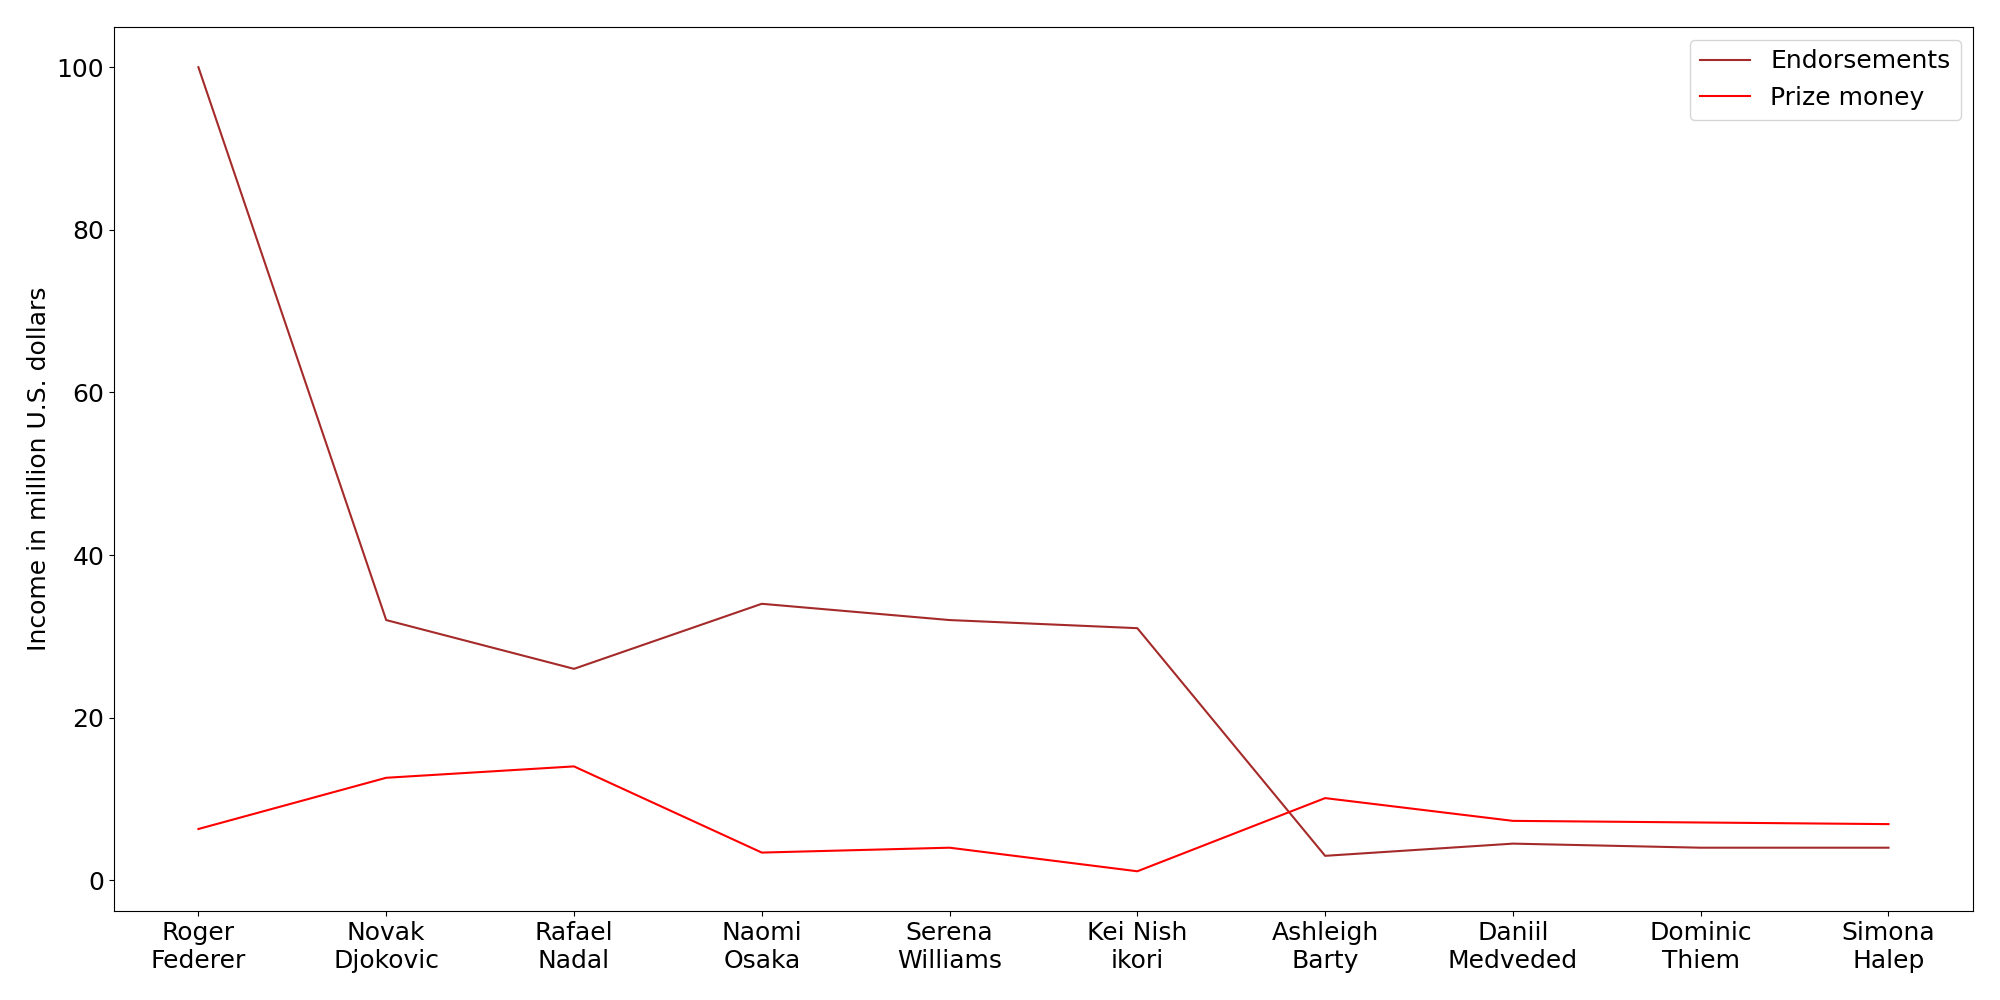 Income in million U.S. dollars
100
80
60
40
20
0
Endorsements
Prize money
Roger
Federer
Novak
Djokovic
Rafael
Nadal
Naomi
Osaka
Serena
Williams
Kei Nish
ikori
Ashleigh
Barty
Daniil
Medveded
Dominic
Thiem
Simona
Halep